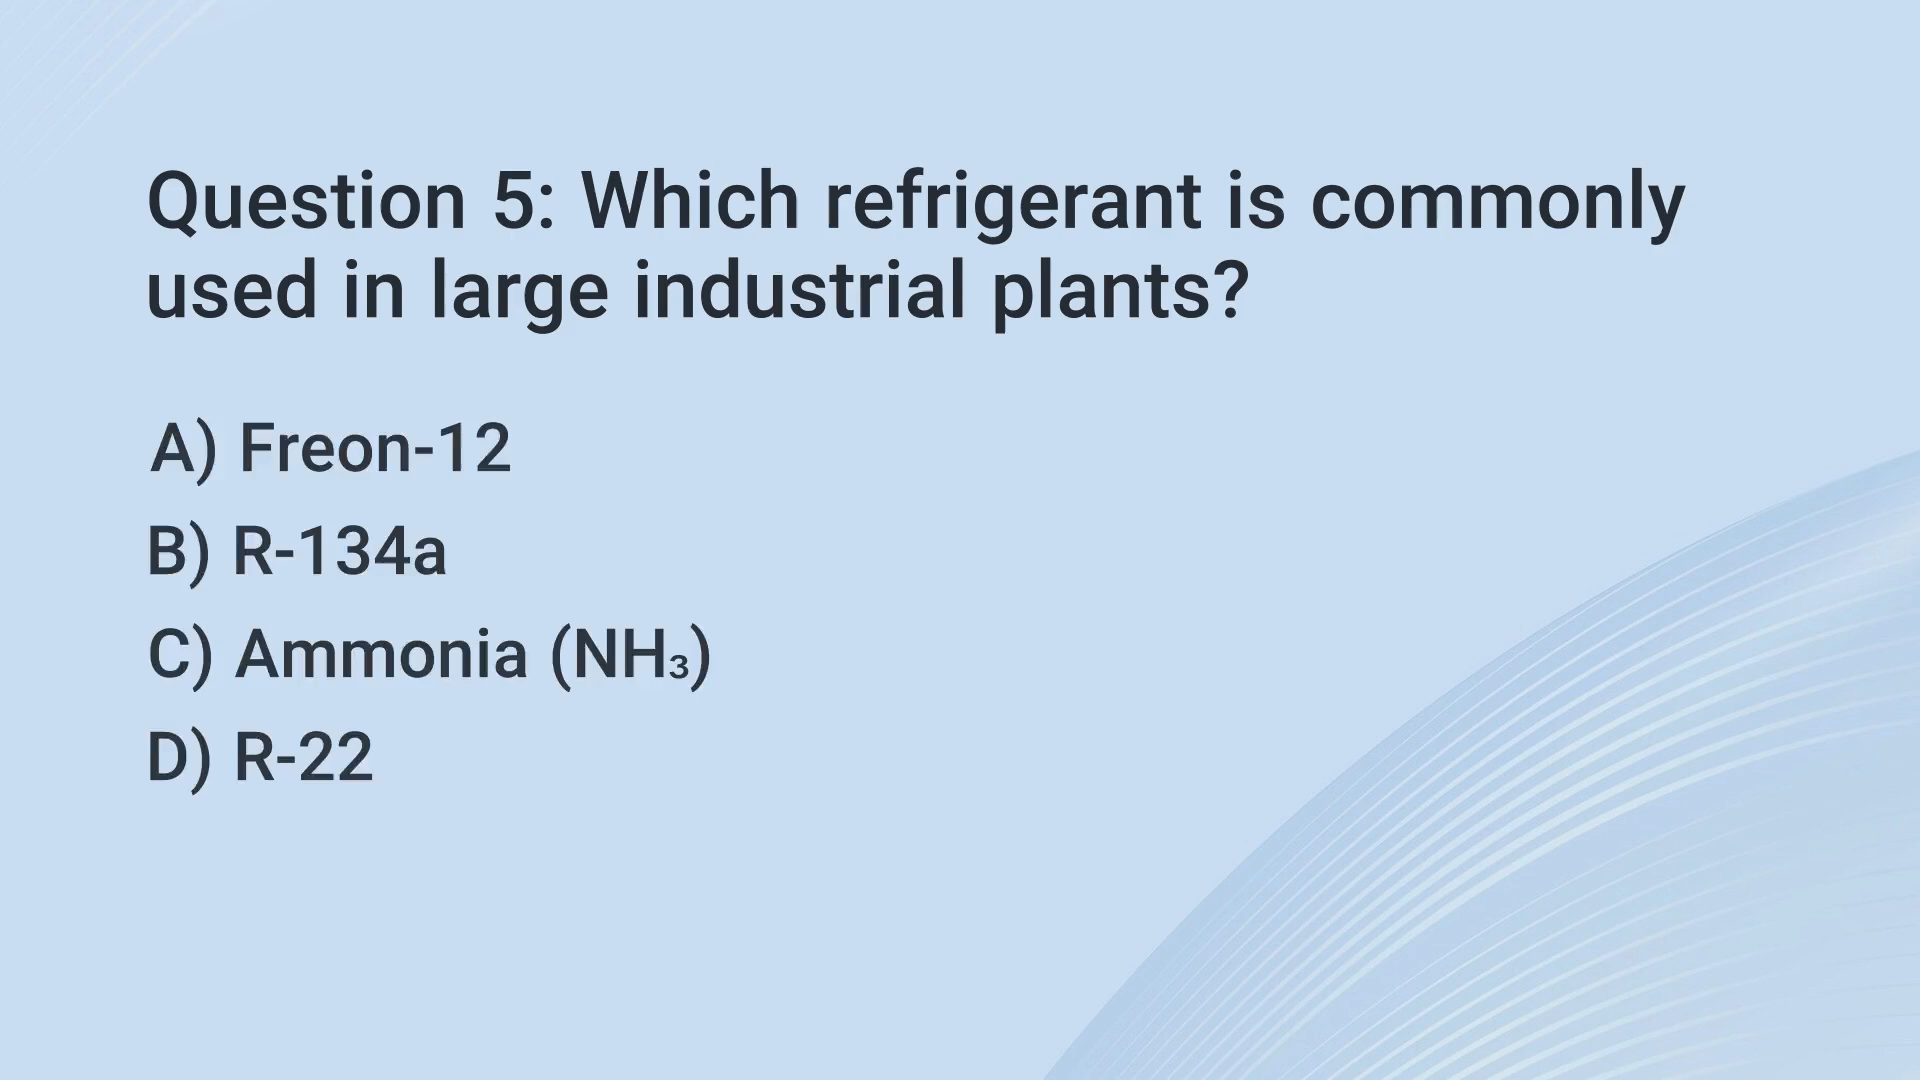 Question 5: Which refrigerant is commonly
used in large industrial plants?
A) Freon-12
B) R-134a
C) Ammonia (NH₃)
D) R-22